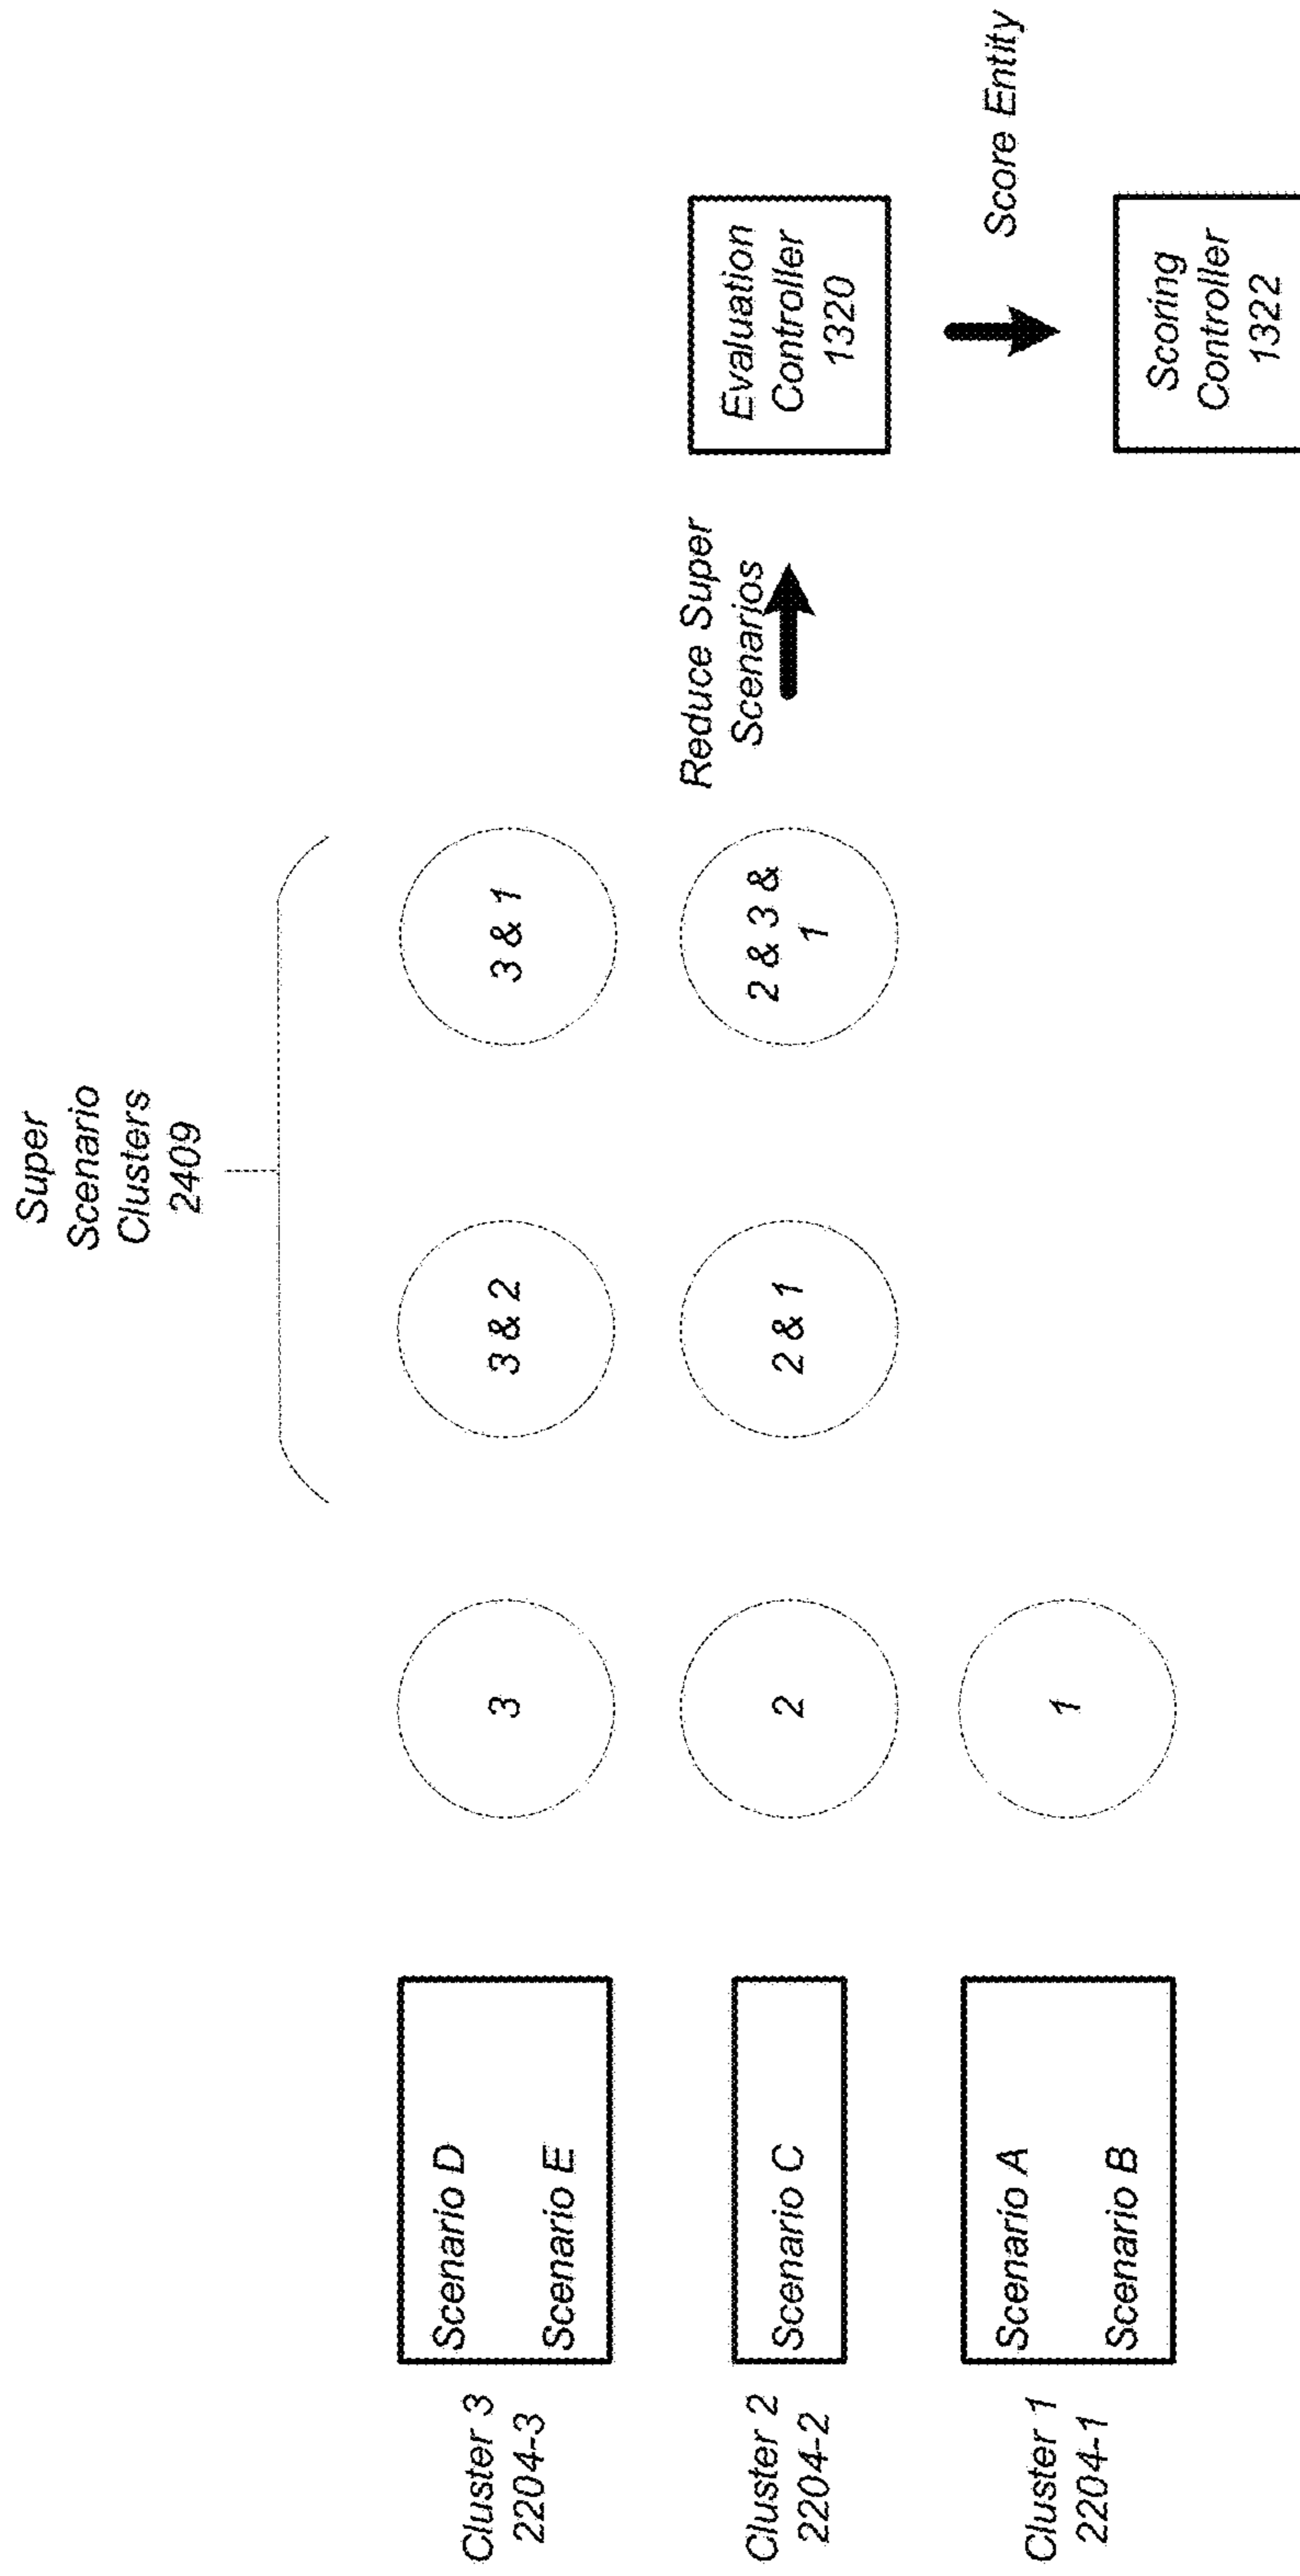 Super
Scenario
Clusters
2409
Cluster 3
2204-3
Scenario D
Scenario E
3
3 & 2
3 & 1
Cluster 2
2204-2
Scenario C
2
2 & 1
2 & 3 &
1
Reduce Super
Scenarios
Evaluation
Controller
1320
Score Entity
Cluster 1
2204-1
Scenario A
Scenario B
1
Scoring
Controller
1322